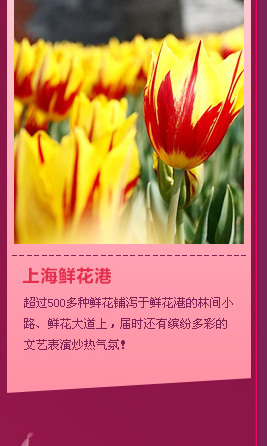 上海鲜花港
超过500多种鲜花铺泻于鲜花港的林间小
路、鲜花大道上，届时还有缤纷多彩的
文艺表演炒热气氛！